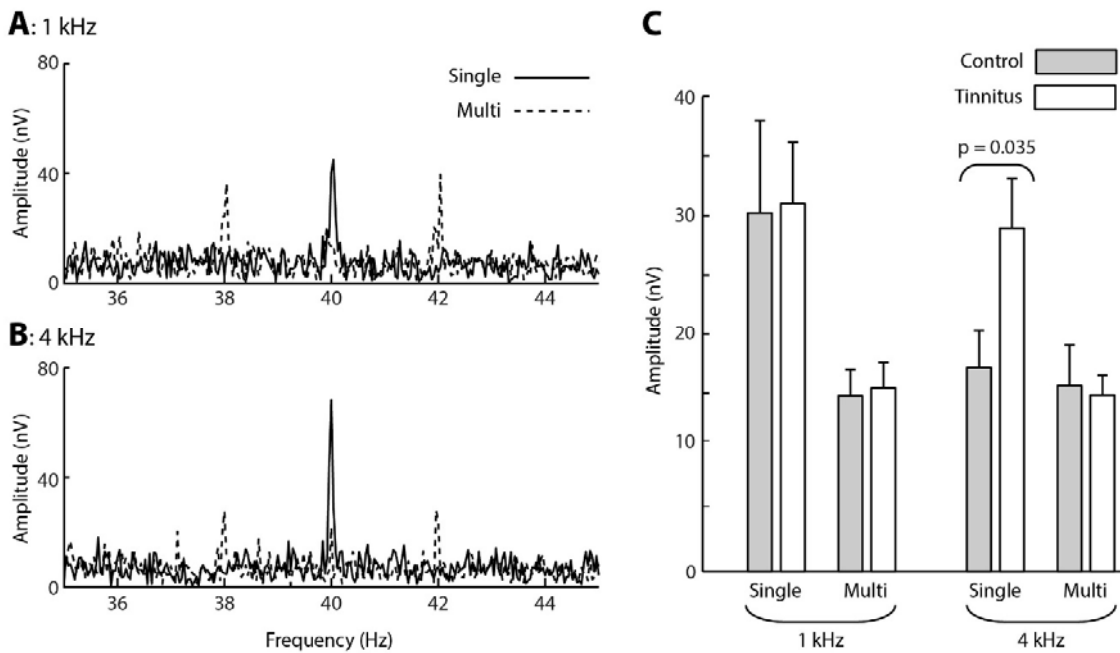 A: 1 kHz
80
40
0
Amplitude (nV)
Single
Multi
36 38 40 42 44
B: 4 kHz
80
40
0
Amplitude (nV)
36 38 40 42 44
Frequency (Hz)
C
Control
Tinnitus
40
30
20
10
0
Amplitude (nV)
p = 0.035
Single Multi Single Multi
1 kHz 4 kHz